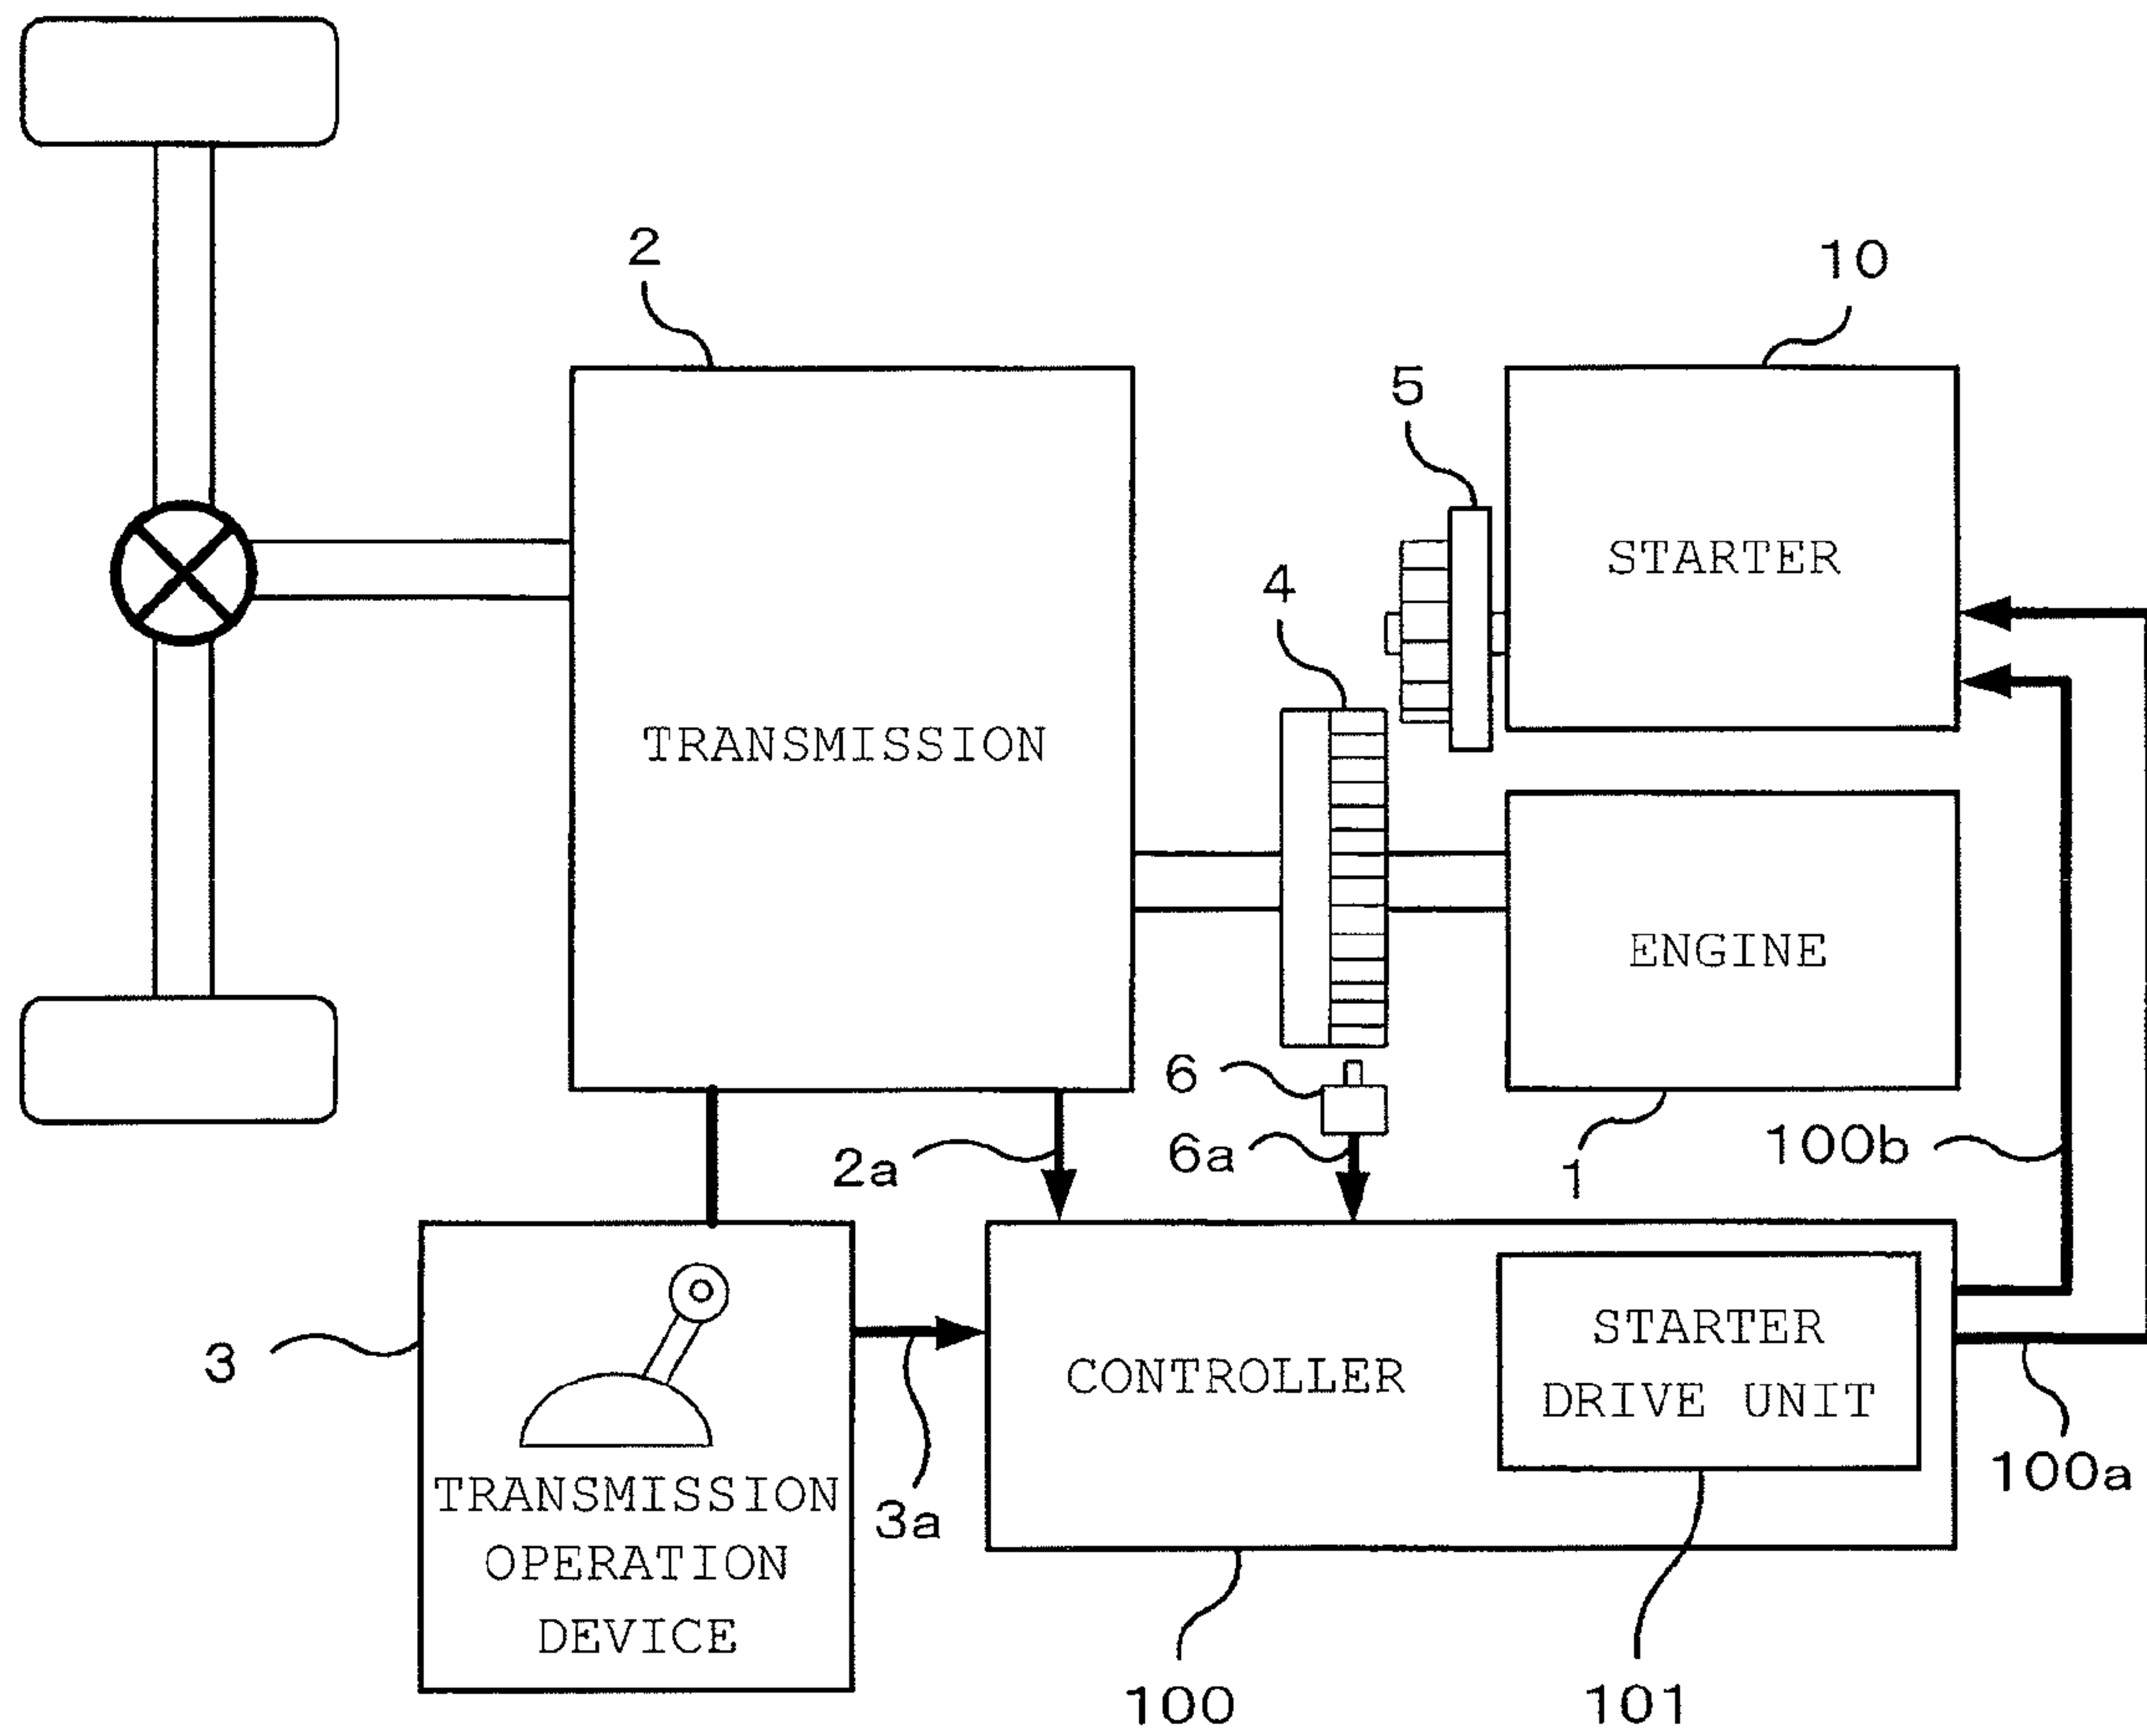 2
10
5
STARTER
4
TRANSMISSION
ENGINE
6
2a
6a
1
100b
3
STARTER
DRIVE UNIT
CONTROLLER
100a
TRANSMISSION
OPERATION
DEVICE
3a
100
101